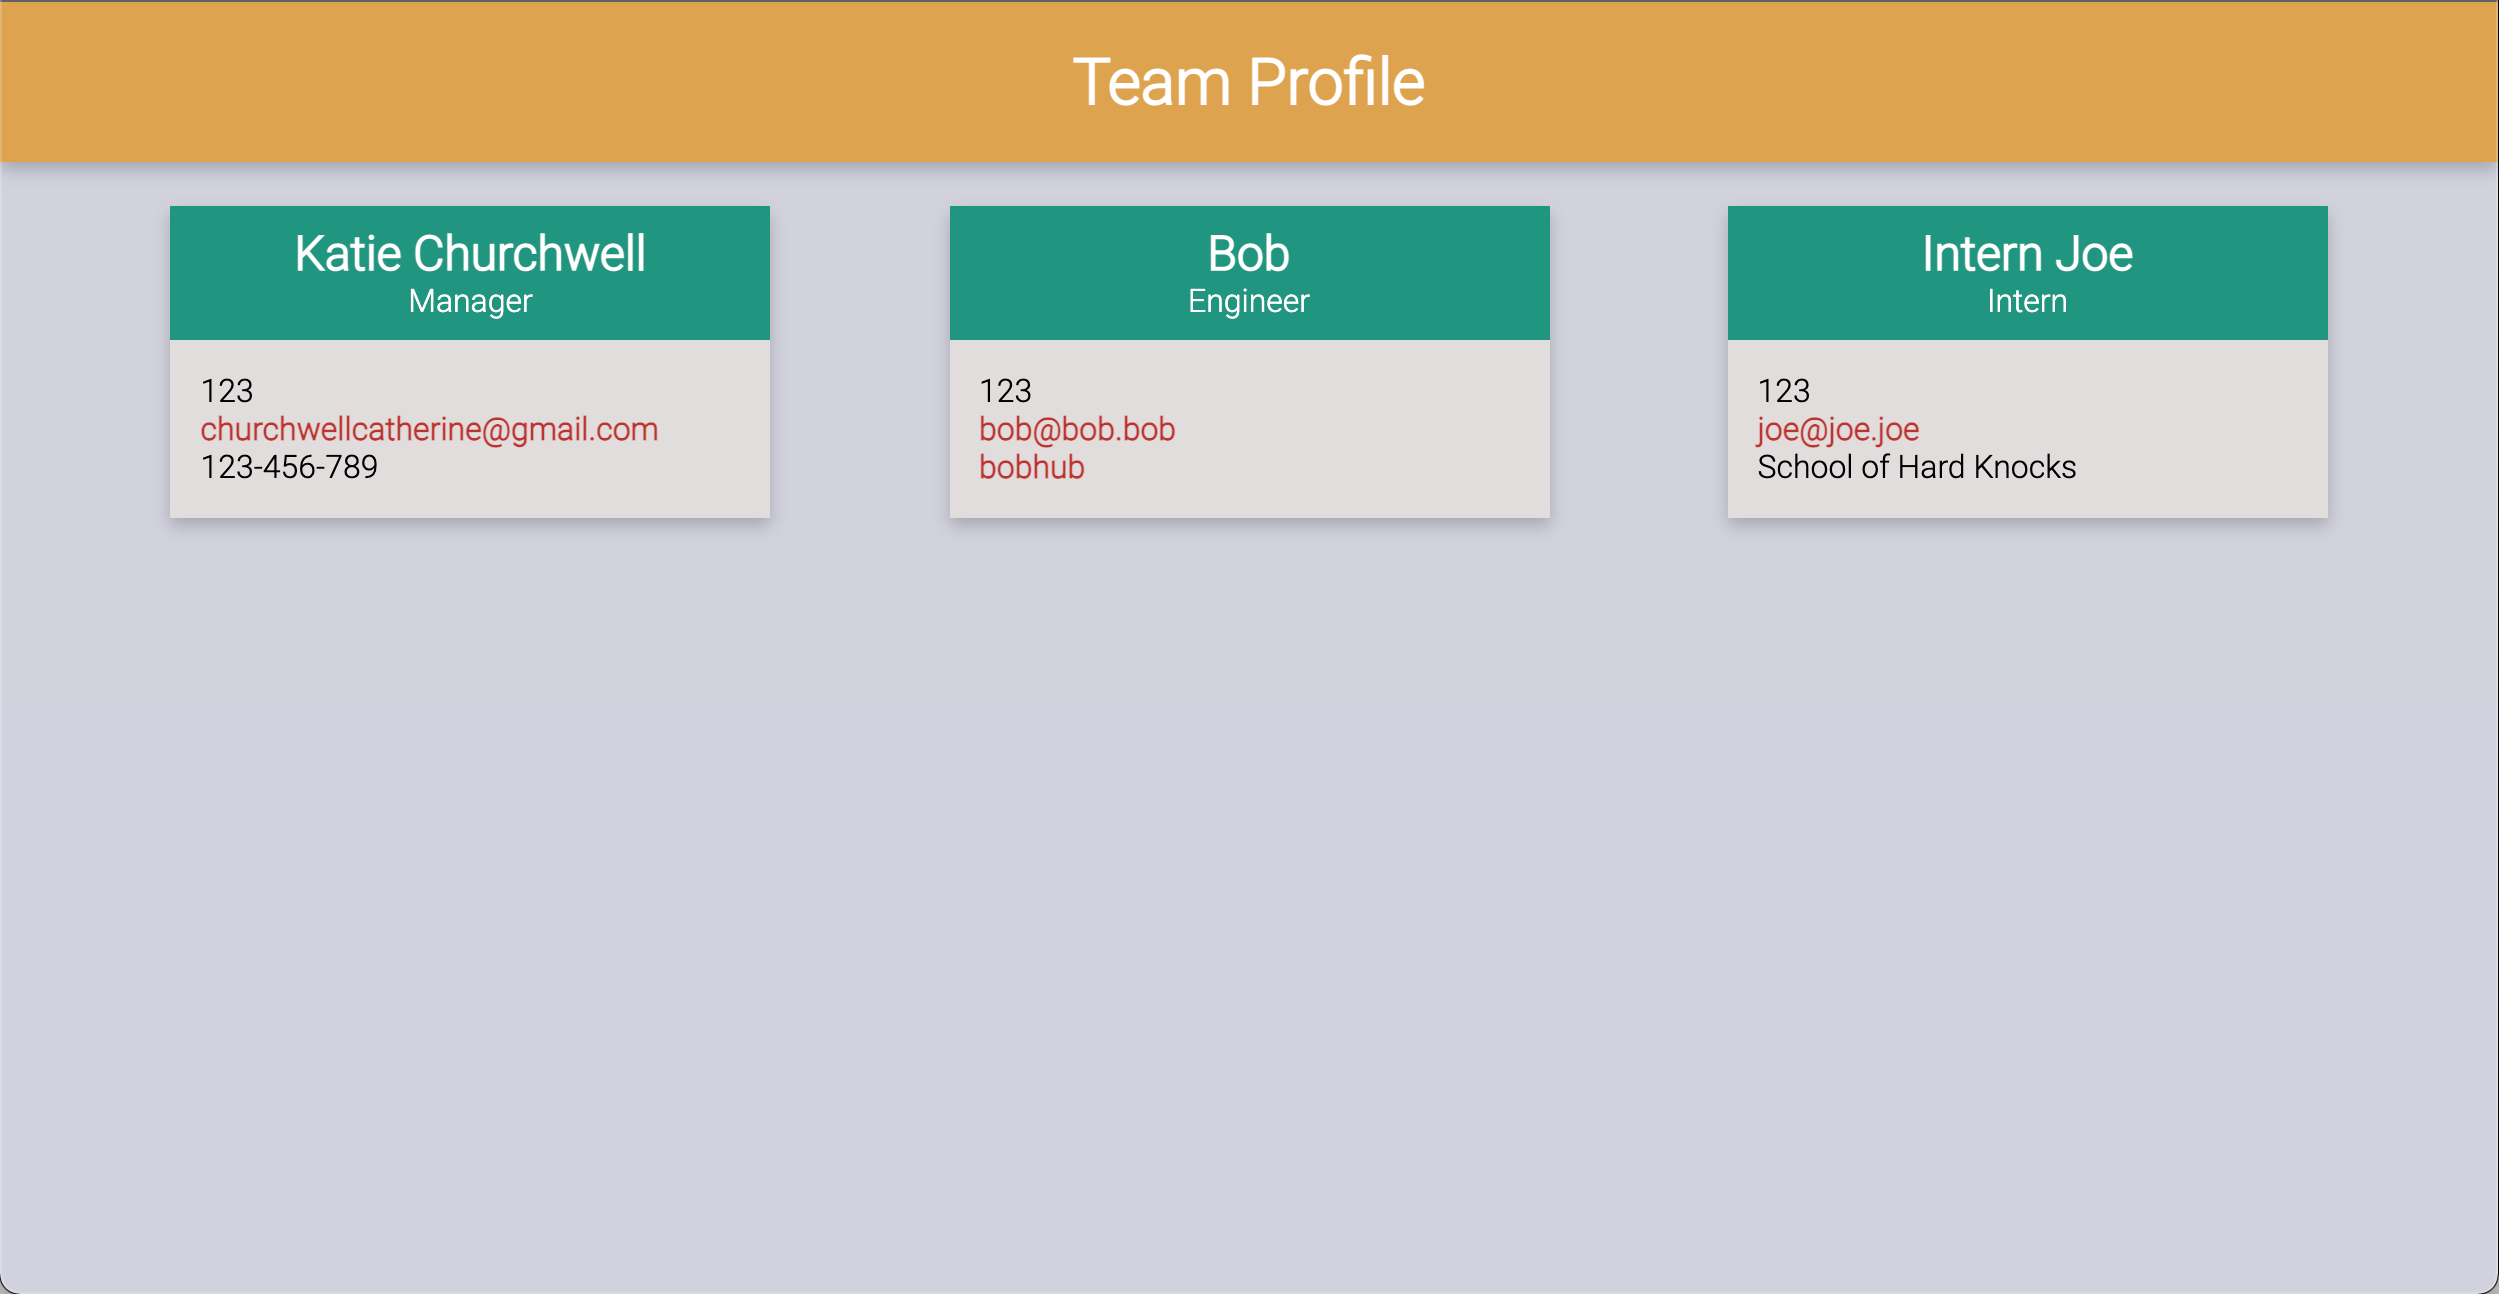 Team Profile
Katie Churchwell
Manager
123
churchwellcatherine@gmail.com
123-456-789
Bob
Engineer
123
bob@bob.bob
bobhub
Intern Joe
Intern
123
joe@joe.joe
School of Hard Knocks